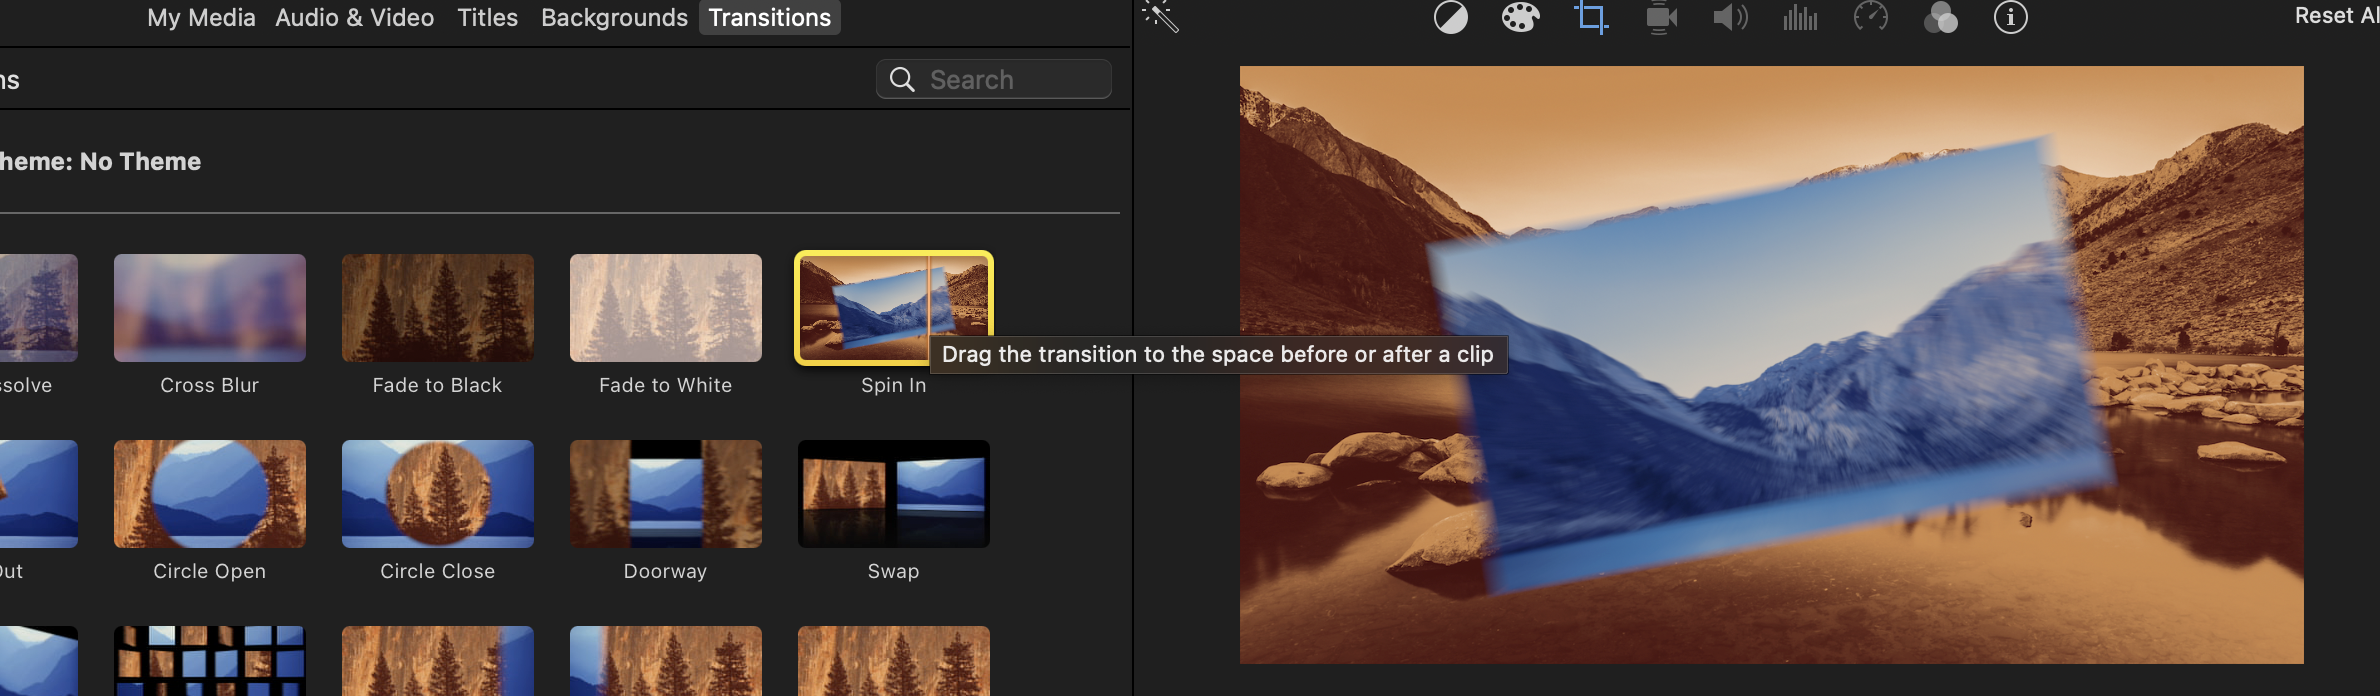 My Media Audio & Video Titles Backgrounds Transitions
Reset Al
ns
Search
heme: No Theme
ssolve Cross Blur Fade to Black Fade to White Spin In
Drag the transition to the space before or after a clip
Out Circle Open Circle Close Doorway Swap